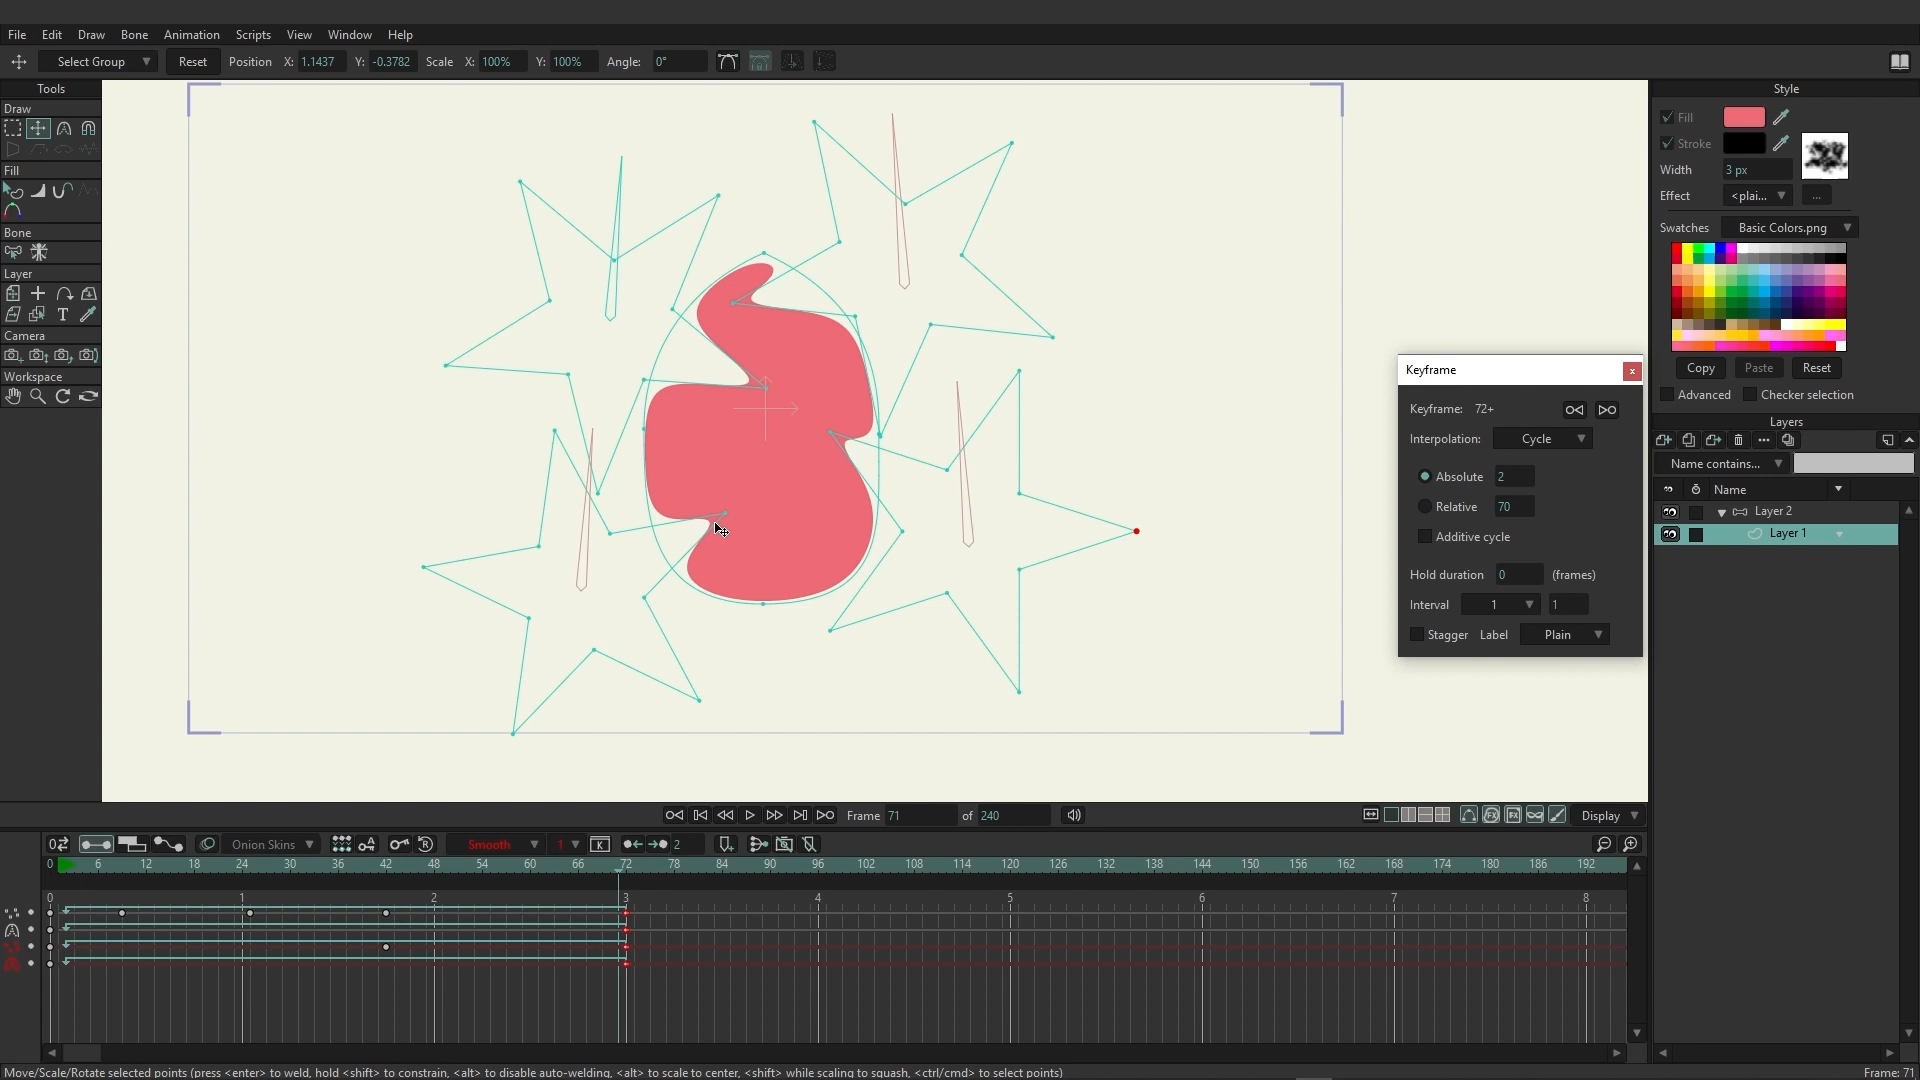 File Edit Draw Bone Animation Scripts View Window Help
Select Group Reset Position X: 1.1437 Y: -0.3782 Scale X: 100% Y: 100% Angle: 0°
Tools
Draw
Fill
Bone
Layer
Camera
Workspace
Style
Fill
Stroke
Width 3 px
Effect <plai... ...
Swatches Basic Colors.png
Copy Paste Reset
Advanced Checker selection
Layers
Name contains...
Name
Layer 2
Layer 1
Keyframe x
Keyframe: 72+
Interpolation: Cycle
Absolute 2
Relative 70
Additive cycle
Hold duration 0 (frames)
Interval 1 1
Stagger Label Plain
Frame 71 of 240 Display
Onion Skins Smooth 1 2
0 6 12 18 24 30 36 42 48 54 60 66 72 78 84 90 96 102 108 114 120 126 132 138 144 150 156 162 168 174 180 186 192
0 1 2 3 4 5 6 7 8
Move/Scale/Rotate selected points (press <enter> to weld, hold <shift> to constrain, <alt> to disable auto-welding, <alt> to scale to center, <shift> while scaling to squash, <ctrl/cmd> to select points) Frame: 71